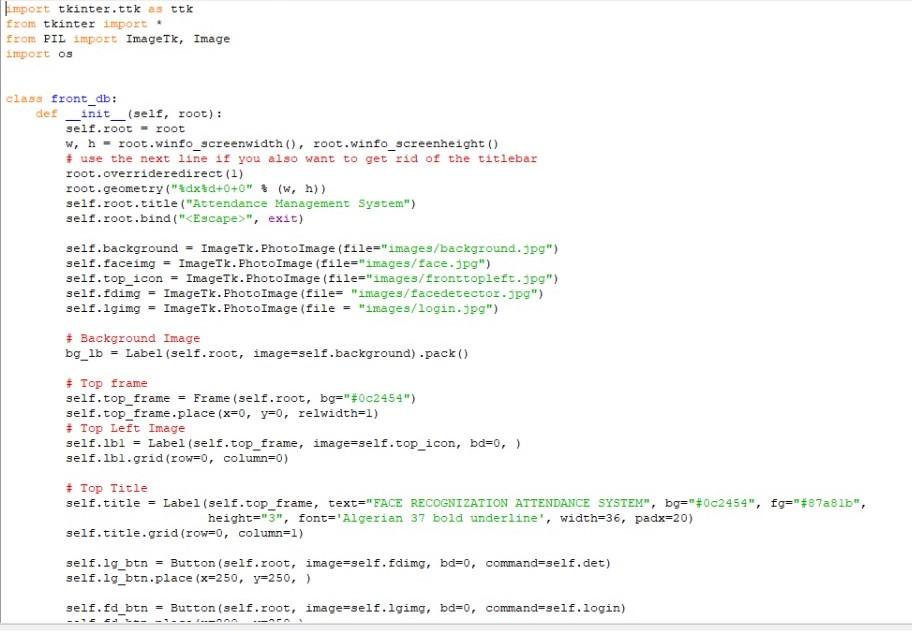 import tkinter.ttk as ttk
from tkinter import *
from PIL import ImageTk, Image
import os
class front_db:
    def __init__(self, root):
        self.root = root
        w, h = root.winfo_screenwidth(), root.winfo_screenheight()
        # use the next line if you also want to get rid of the titlebar
        root.overrideredirect(1)
        root.geometry("%dx%d+0+0" % (w, h))
        self.root.title("Attendance Management System")
        self.root.bind("<Escape>", exit)
        self.background = ImageTk.PhotoImage(file="images/background.jpg")
        self.faceimg = ImageTk.PhotoImage(file="images/face.jpg")
        self.top_icon = ImageTk.PhotoImage(file="images/fronttopleft.jpg")
        self.fdimg = ImageTk.PhotoImage(file= "images/facedetector.jpg")
        self.lgimg = ImageTk.PhotoImage(file = "images/login.jpg")
        # Background Image
        bg_lb = Label(self.root, image=self.background).pack()
        # Top frame
        self.top_frame = Frame(self.root, bg="#0c2454")
        self.top_frame.place(x=0, y=0, relwidth=1)
        # Top Left Image
        self.lb1 = Label(self.top_frame, image=self.top_icon, bd=0, )
        self.lb1.grid(row=0, column=0)
        # Top Title
        self.title = Label(self.top_frame, text="FACE RECOGNIZATION ATTENDANCE SYSTEM", bg="#0c2454", fg="#87a81b",
                           height="3", font='Algerian 37 bold underline', width=36, padx=20)
        self.title.grid(row=0, column=1)
        self.lg_btn = Button(self.root, image=self.fdimg, bd=0, command=self.det)
        self.lg_btn.place(x=250, y=250, )
        self.fd_btn = Button(self.root, image=self.lgimg, bd=0, command=self.login)